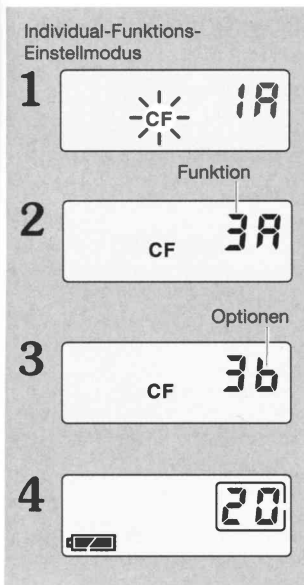 Individual-Funktions-
Einstellmodus
1
CF
1A
Funktion
2
CF
3A
Optionen
3
CF
3b
4
20